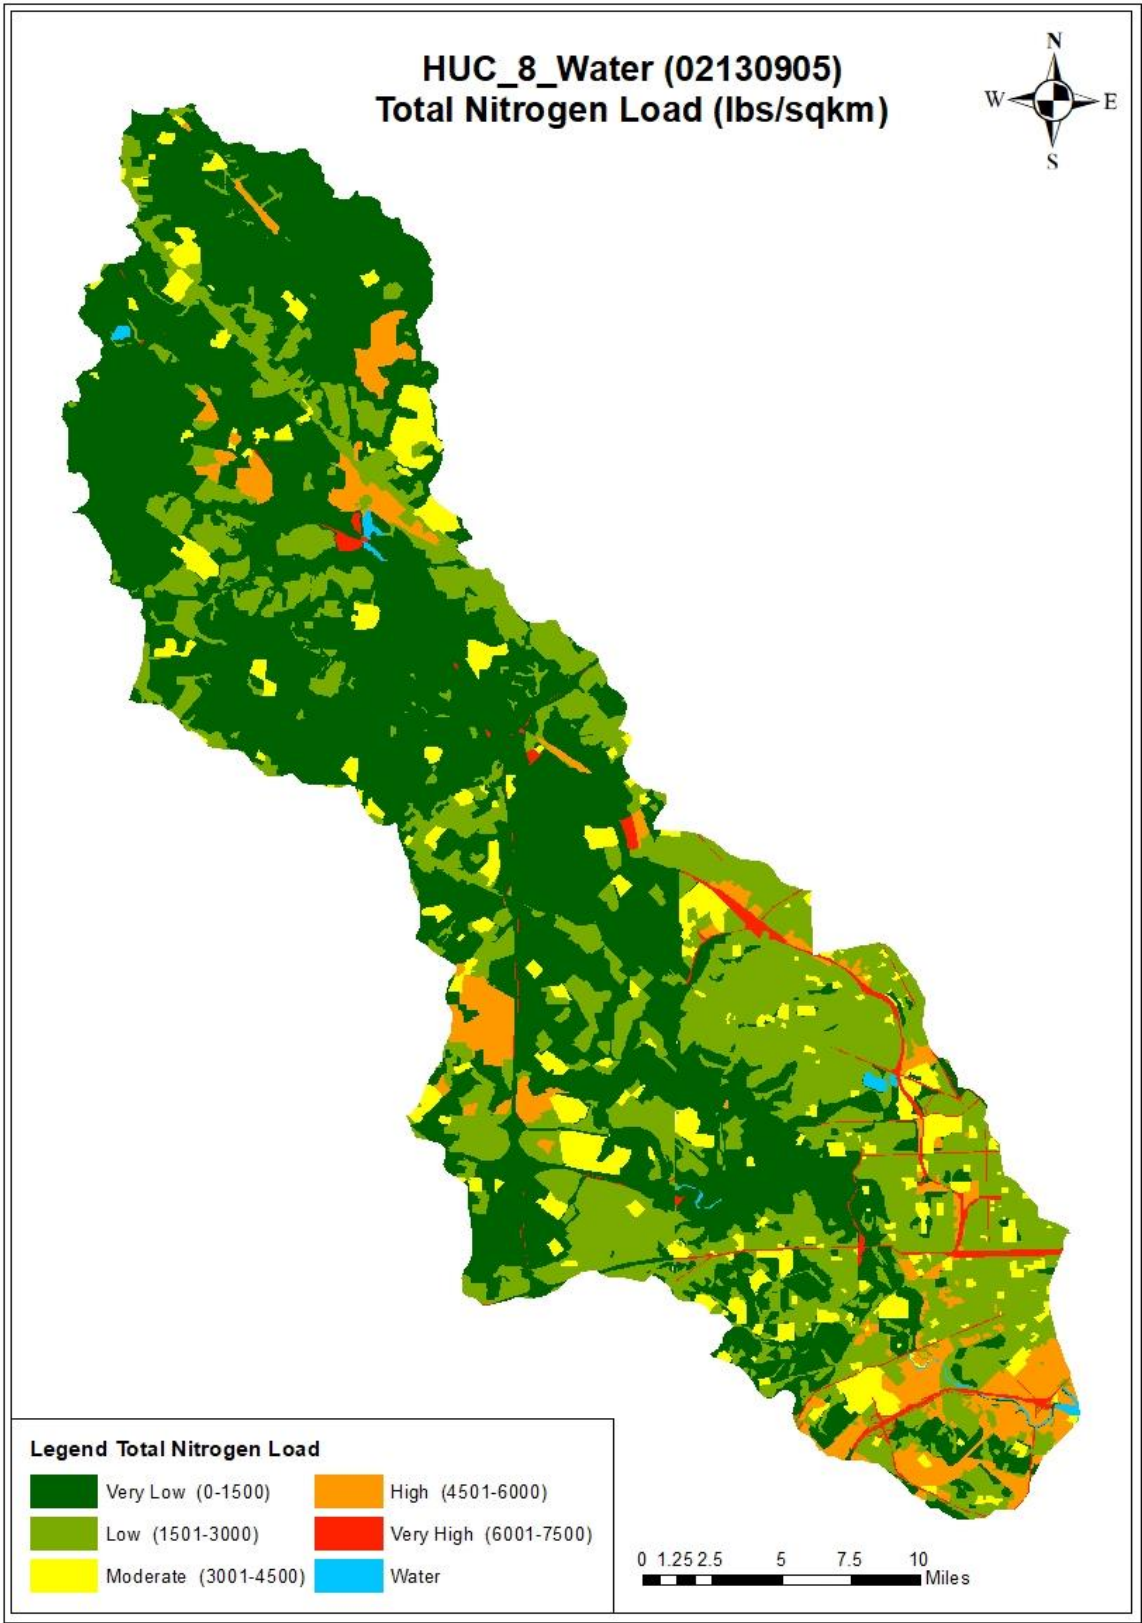 HUC_8_Water (02130905)
Total Nitrogen Load (lbs/sqkm)
N
W E
S
Legend Total Nitrogen Load
Very Low (0-1500)
Low (1501-3000)
Moderate (3001-4500)
High (4501-6000)
Very High (6001-7500)
Water
0 1.25 2.5 5 7.5 10
Miles